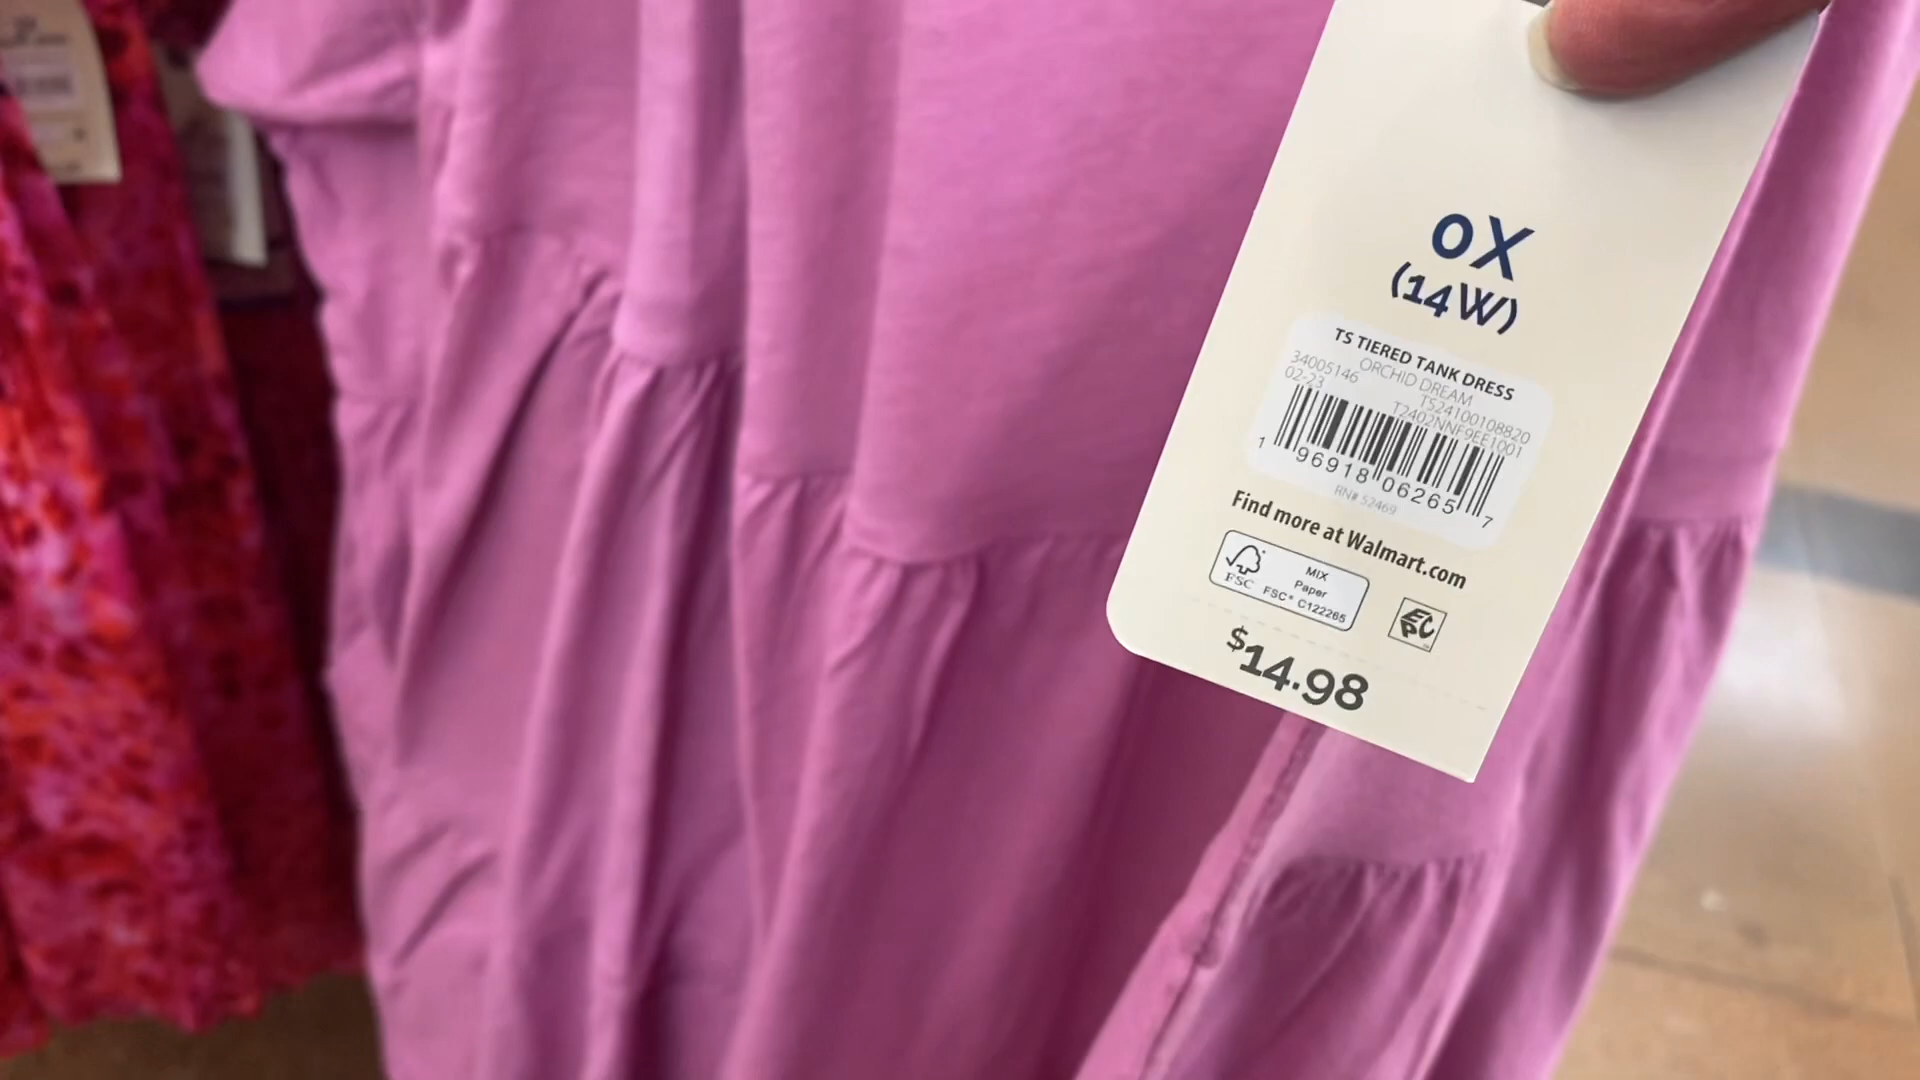 0X
(14W)
TS TIERED TANK DRESS
34005146 ORCHID DREAM
02-23 TS24100108820
T2402NNF9EE1001
1 96918 06265 7
RN# 52469
Find more at Walmart.com
FSC
MIX
Paper
FSC® C122265
EPC
$14.98